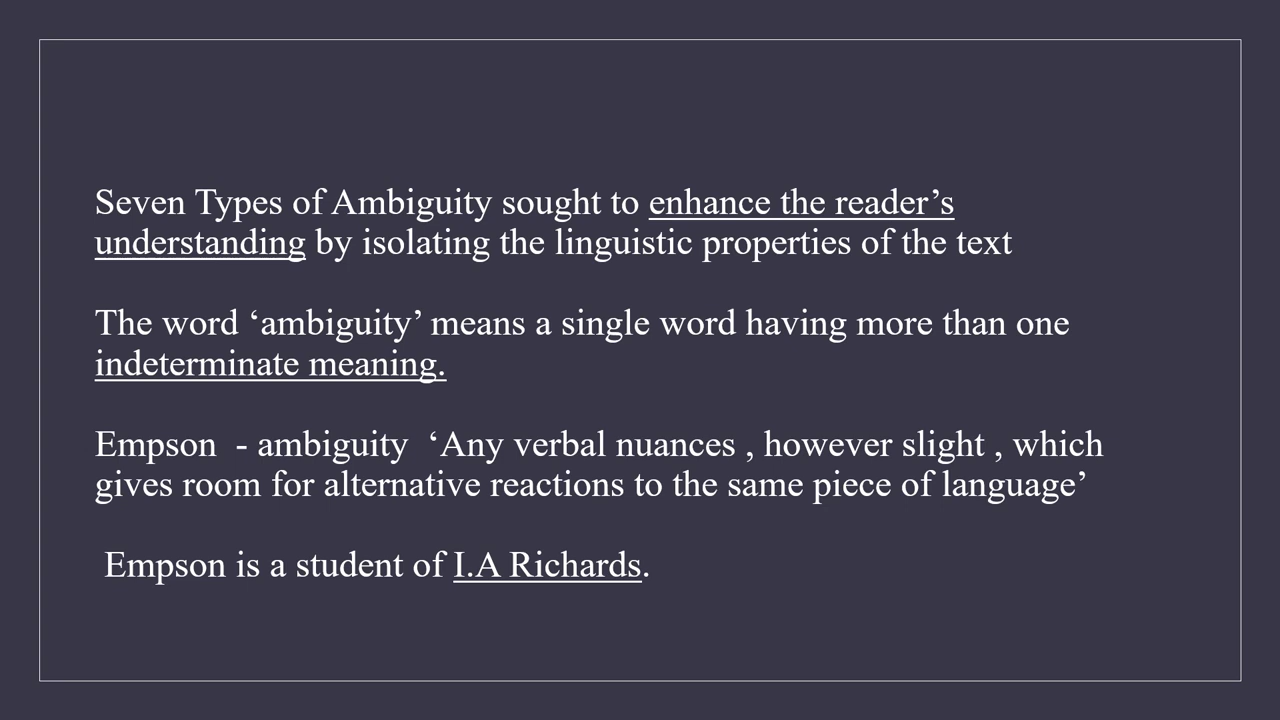 Seven Types of Ambiguity sought to enhance the reader’s
understanding by isolating the linguistic properties of the text
The word ‘ambiguity’ means a single word having more than one
indeterminate meaning.
Empson  - ambiguity  ‘Any verbal nuances , however slight , which
gives room for alternative reactions to the same piece of language’
Empson is a student of I.A Richards.